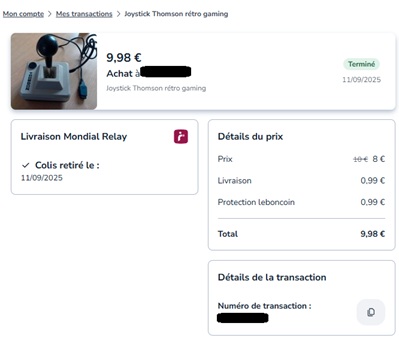 Mon compte > Mes transactions > Joystick Thomson rétro gaming
9,98 €
Terminé
Achat à
11/09/2025
Joystick Thomson rétro gaming
Livraison Mondial Relay
✓ Colis retiré le :
11/09/2025
Détails du prix
Prix 10 € 8 €
Livraison 0,99 €
Protection leboncoin 0,99 €
Total 9,98 €
Détails de la transaction
Numéro de transaction :